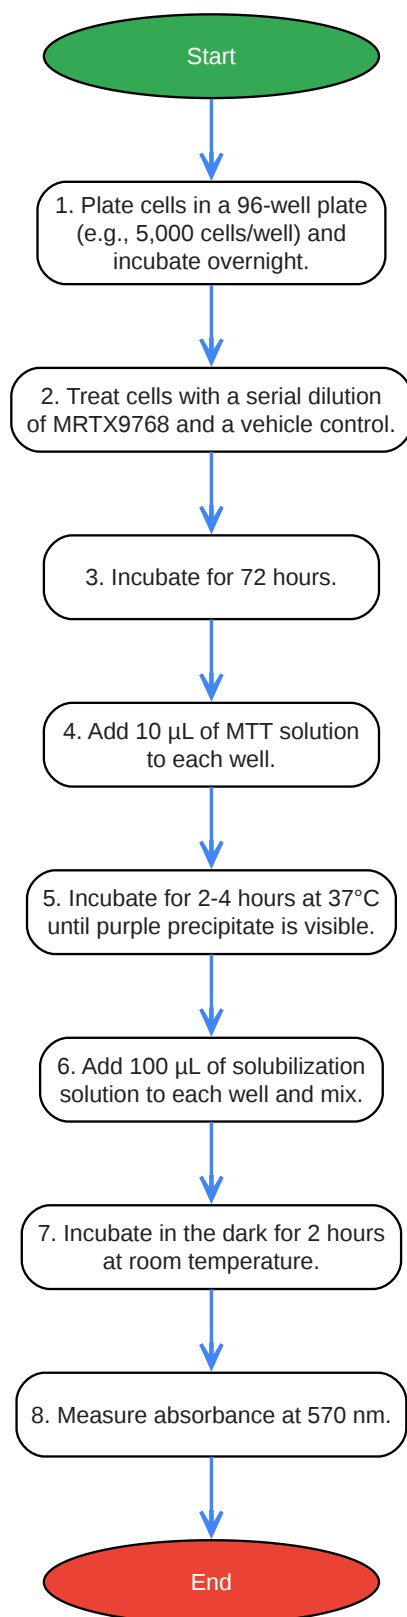 Start
1. Plate cells in a 96-well plate
(e.g., 5,000 cells/well) and
incubate overnight.
2. Treat cells with a serial dilution
of MRTX9768 and a vehicle control.
3. Incubate for 72 hours.
4. Add 10 µL of MTT solution
to each well.
5. Incubate for 2-4 hours at 37°C
until purple precipitate is visible.
6. Add 100 µL of solubilization
solution to each well and mix.
7. Incubate in the dark for 2 hours
at room temperature.
8. Measure absorbance at 570 nm.
End